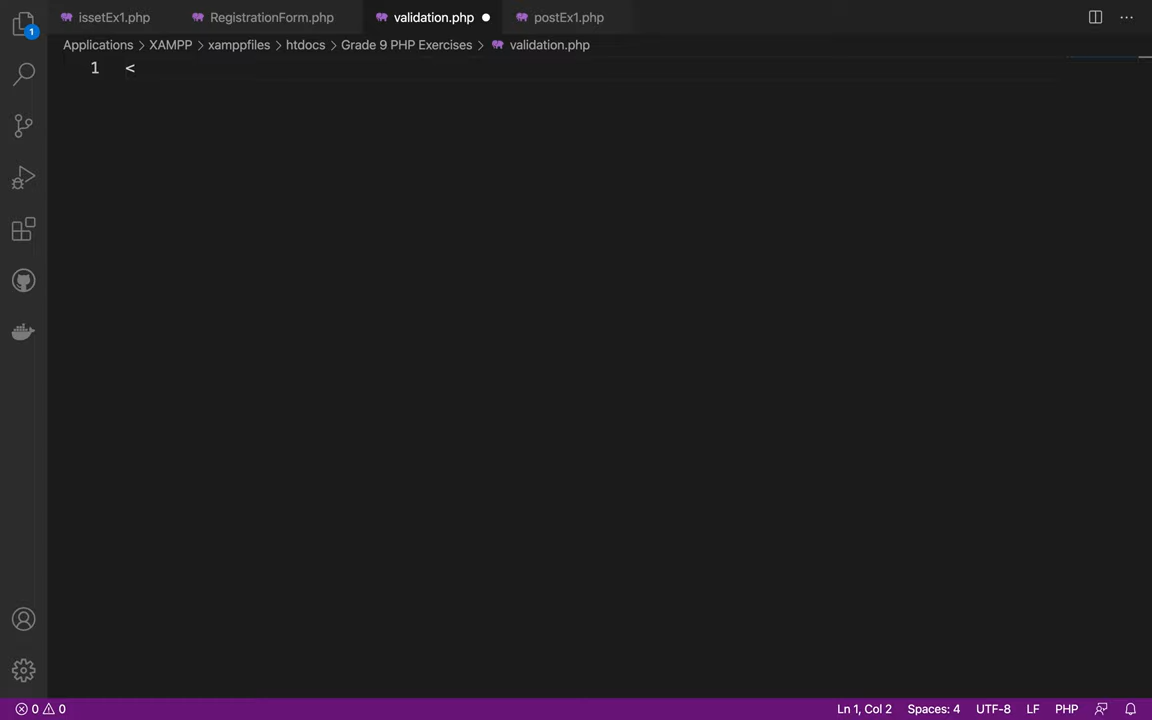 issetEx1.php RegistrationForm.php validation.php postEx1.php
Applications > XAMPP > xamppfiles > htdocs > Grade 9 PHP Exercises > validation.php
1 <
1
0 0 Ln 1, Col 2 Spaces: 4 UTF-8 LF PHP